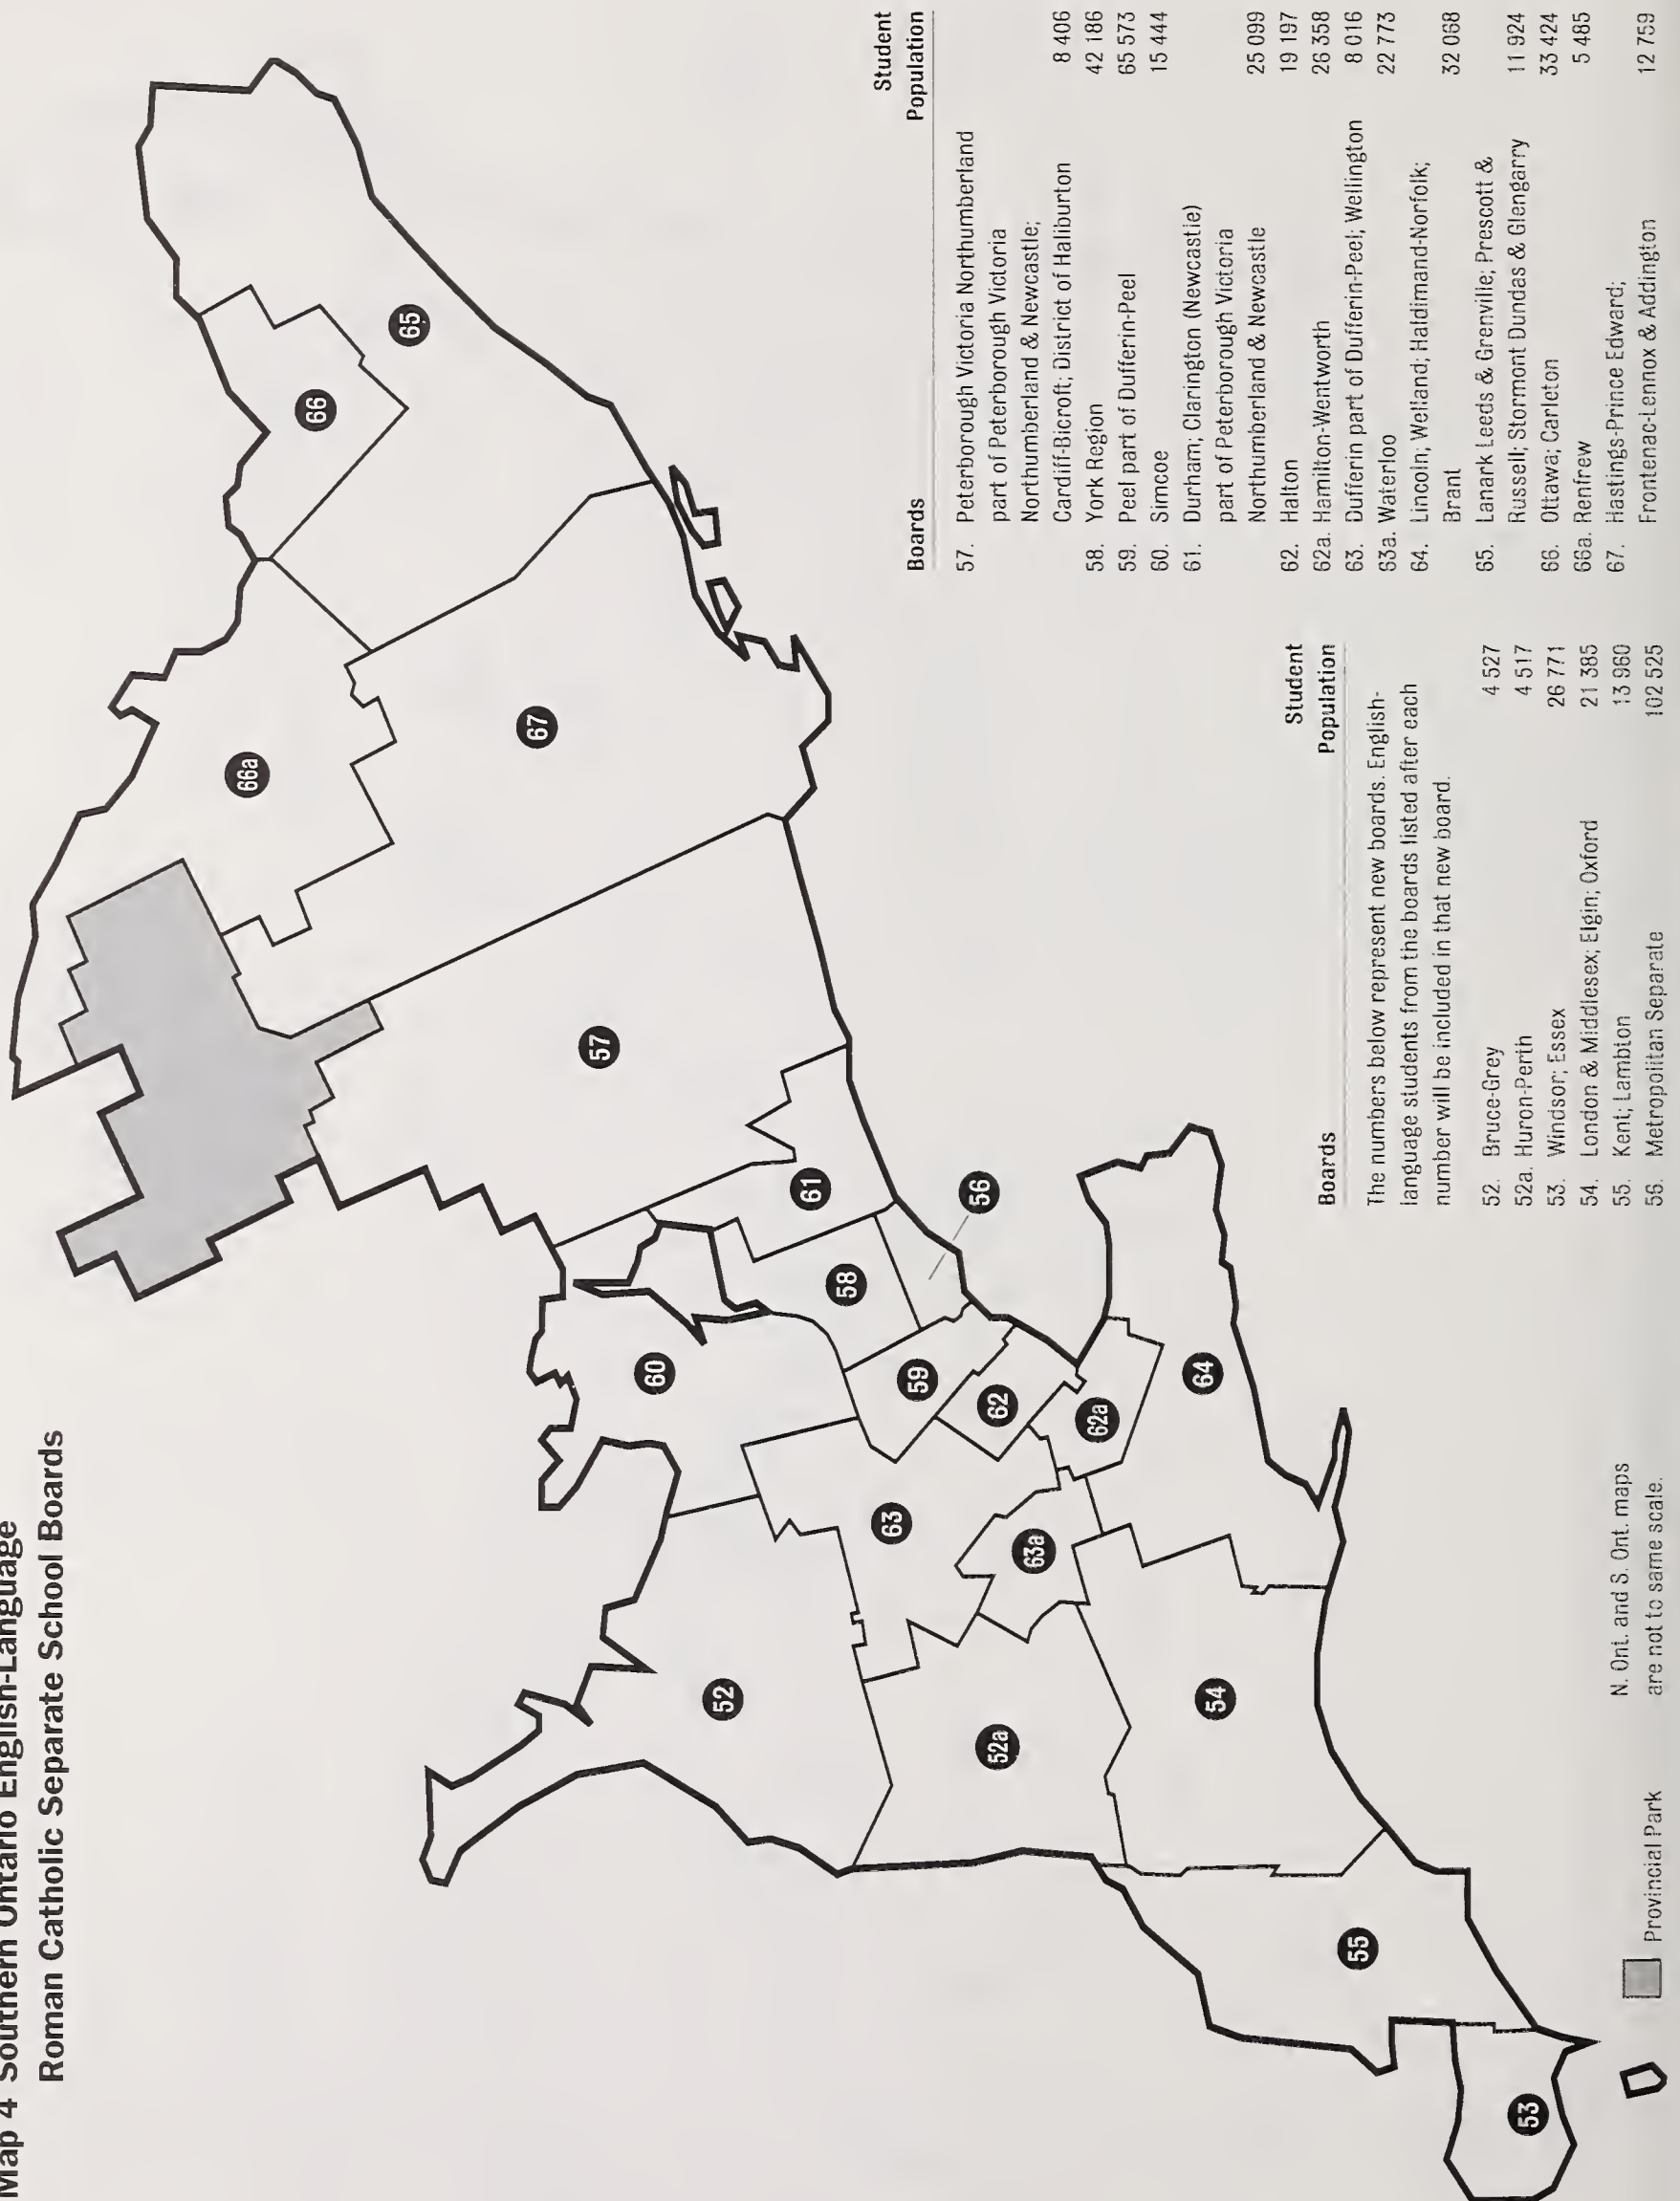 Map 4 Southern Ontario English-Language
Roman Catholic Separate School Boards
66a
66
65
67
57
60
61
58
56
59
62
62a
64
63
63a
52
52a
54
55
53
Provincial Park
N. Ont. and S. Ont. maps
are not to same scale.
Boards Student
Population
The numbers below represent new boards. English-
language students from the boards listed after each
number will be included in that new board.
52. Bruce-Grey 4 527
52a. Huron-Perth 4 517
53. Windsor; Essex 26 771
54. London & Middlesex; Elgin; Oxford 21 385
55. Kent; Lambton 13 960
56. Metropolitan Separate 102 525
Boards Student
Population
57. Peterborough Victoria Northumberland
part of Peterborough Victoria
Northumberland & Newcastle;
Cardiff-Bicroft; District of Haliburton 8 406
58. York Region 42 186
59. Peel part of Dufferin-Peel 65 573
60. Simcoe 15 444
61. Durham; Clarington (Newcastle)
part of Peterborough Victoria
Northumberland & Newcastle 25 099
62. Halton 19 197
62a. Hamilton-Wentworth 26 358
63. Dufferin part of Dufferin-Peel; Wellington 8 016
63a. Waterloo 22 773
64. Lincoln; Welland; Haldimand-Norfolk;
Brant 32 068
65. Lanark Leeds & Grenville; Prescott &
Russell; Stormont Dundas & Glengarry 11 924
66. Ottawa; Carleton 33 424
66a. Renfrew 5 485
67. Hastings-Prince Edward;
Frontenac-Lennox & Addington 12 759